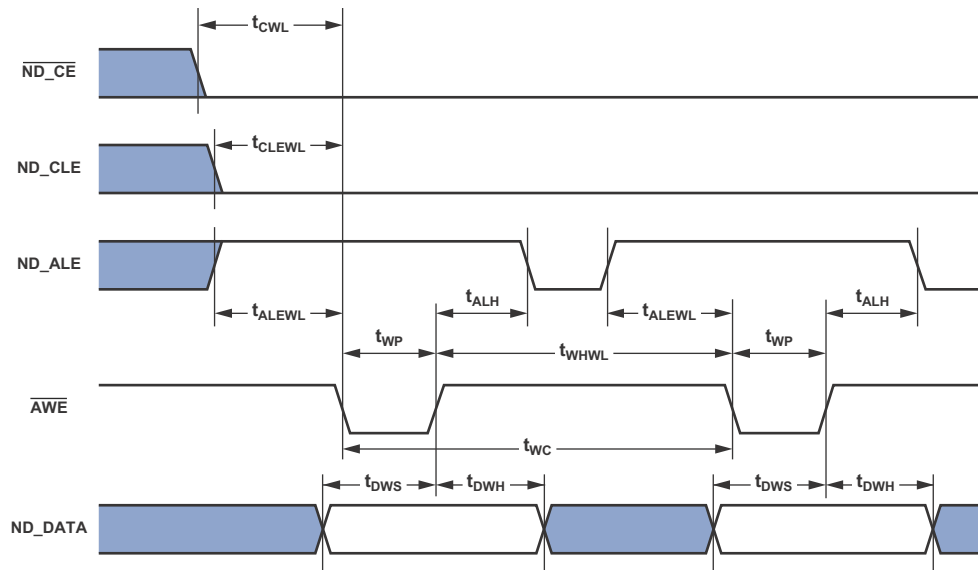 tCWL
ND_CE
tCLEWL
ND_CLE
ND_ALE
tALEWL
tALH
tALEWL
tALH
tWP
tWHWL
tWP
AWE
tWC
tDWS
tDWH
tDWS
tDWH
ND_DATA